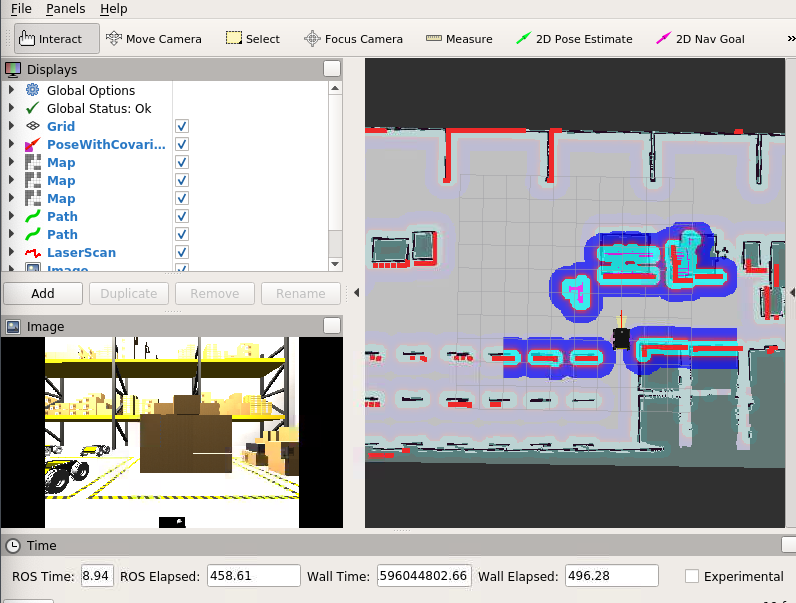 File Panels Help
Interact Move Camera Select Focus Camera Measure 2D Pose Estimate 2D Nav Goal »
Displays
Global Options
Global Status: Ok
Grid
PoseWithCovari...
Map
Map
Map
Path
Path
LaserScan
Image
Add Duplicate Remove Rename
Image
Time
ROS Time: 8.94 ROS Elapsed: 458.61 Wall Time: 596044802.66 Wall Elapsed: 496.28 Experimental